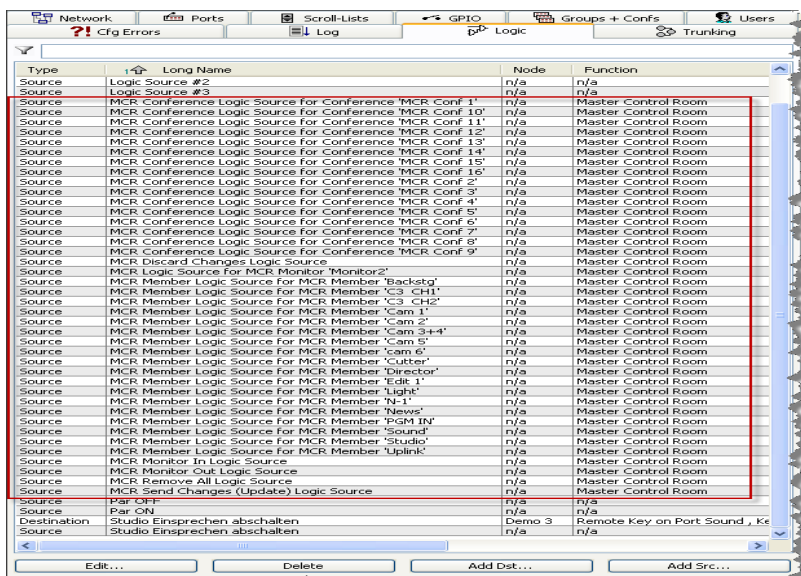 Network Ports Scroll-Lists GPIO Groups + Confs Users
?! Cfg Errors Log Logic Trunking
Type Long Name Node Function
Source Logic Source #2 n/a n/a
Source Logic Source #3 n/a n/a
Source MCR Conference Logic Source for Conference 'MCR Conf 1' n/a Master Control Room
Source MCR Conference Logic Source for Conference 'MCR Conf 10' n/a Master Control Room
Source MCR Conference Logic Source for Conference 'MCR Conf 11' n/a Master Control Room
Source MCR Conference Logic Source for Conference 'MCR Conf 12' n/a Master Control Room
Source MCR Conference Logic Source for Conference 'MCR Conf 13' n/a Master Control Room
Source MCR Conference Logic Source for Conference 'MCR Conf 14' n/a Master Control Room
Source MCR Conference Logic Source for Conference 'MCR Conf 15' n/a Master Control Room
Source MCR Conference Logic Source for Conference 'MCR Conf 16' n/a Master Control Room
Source MCR Conference Logic Source for Conference 'MCR Conf 2' n/a Master Control Room
Source MCR Conference Logic Source for Conference 'MCR Conf 3' n/a Master Control Room
Source MCR Conference Logic Source for Conference 'MCR Conf 4' n/a Master Control Room
Source MCR Conference Logic Source for Conference 'MCR Conf 5' n/a Master Control Room
Source MCR Conference Logic Source for Conference 'MCR Conf 6' n/a Master Control Room
Source MCR Conference Logic Source for Conference 'MCR Conf 7' n/a Master Control Room
Source MCR Conference Logic Source for Conference 'MCR Conf 8' n/a Master Control Room
Source MCR Conference Logic Source for Conference 'MCR Conf 9' n/a Master Control Room
Source MCR Discard Changes Logic Source n/a Master Control Room
Source MCR Logic Source for MCR Monitor 'Monitor2' n/a Master Control Room
Source MCR Member Logic Source for MCR Member 'Backstg' n/a Master Control Room
Source MCR Member Logic Source for MCR Member 'C3 CH1' n/a Master Control Room
Source MCR Member Logic Source for MCR Member 'C3 CH2' n/a Master Control Room
Source MCR Member Logic Source for MCR Member 'Cam 1' n/a Master Control Room
Source MCR Member Logic Source for MCR Member 'Cam 2' n/a Master Control Room
Source MCR Member Logic Source for MCR Member 'Cam 3+4' n/a Master Control Room
Source MCR Member Logic Source for MCR Member 'Cam 5' n/a Master Control Room
Source MCR Member Logic Source for MCR Member 'cam 6' n/a Master Control Room
Source MCR Member Logic Source for MCR Member 'Cutter' n/a Master Control Room
Source MCR Member Logic Source for MCR Member 'Director' n/a Master Control Room
Source MCR Member Logic Source for MCR Member 'Edit 1' n/a Master Control Room
Source MCR Member Logic Source for MCR Member 'Light' n/a Master Control Room
Source MCR Member Logic Source for MCR Member 'N-1' n/a Master Control Room
Source MCR Member Logic Source for MCR Member 'News' n/a Master Control Room
Source MCR Member Logic Source for MCR Member 'PGM IN' n/a Master Control Room
Source MCR Member Logic Source for MCR Member 'Sound' n/a Master Control Room
Source MCR Member Logic Source for MCR Member 'Studio' n/a Master Control Room
Source MCR Member Logic Source for MCR Member 'Uplink' n/a Master Control Room
Source MCR Monitor In Logic Source n/a Master Control Room
Source MCR Monitor Out Logic Source n/a Master Control Room
Source MCR Remove All Logic Source n/a Master Control Room
Source MCR Send Changes (Update) Logic Source n/a Master Control Room
Source Par OFF n/a n/a
Source Par ON n/a n/a
Destination Studio Einsprechen abschalten Demo 3 Remote Key on Port Sound , Ke
Source Studio Einsprechen abschalten n/a n/a
Edit... Delete Add Dst... Add Src...